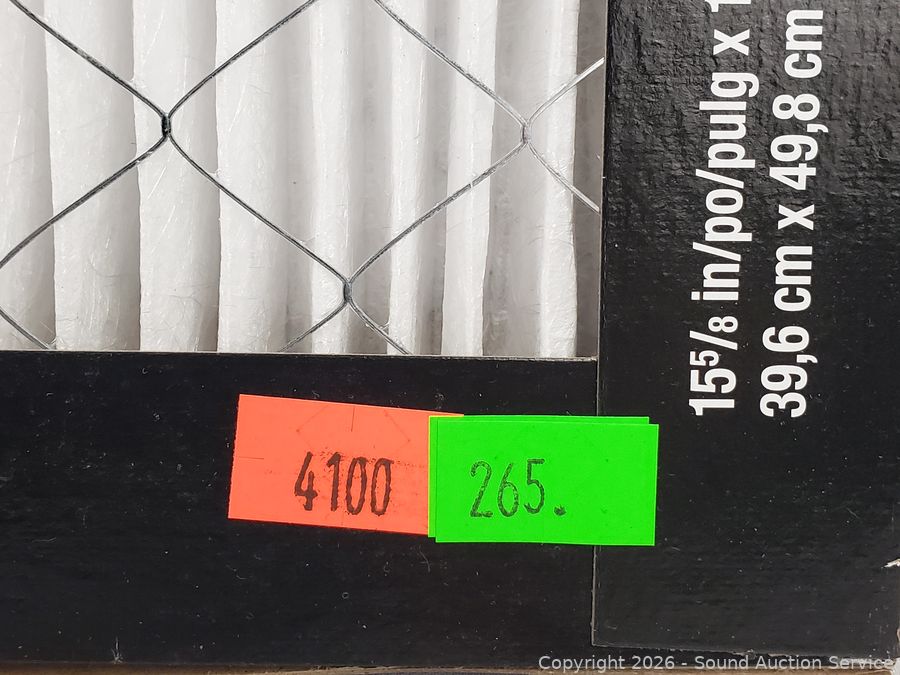 15⅝ in/po/pulg x 1
39,6 cm x 49,8 cm
4100
265.
Copyright 2026 - Sound Auction Service